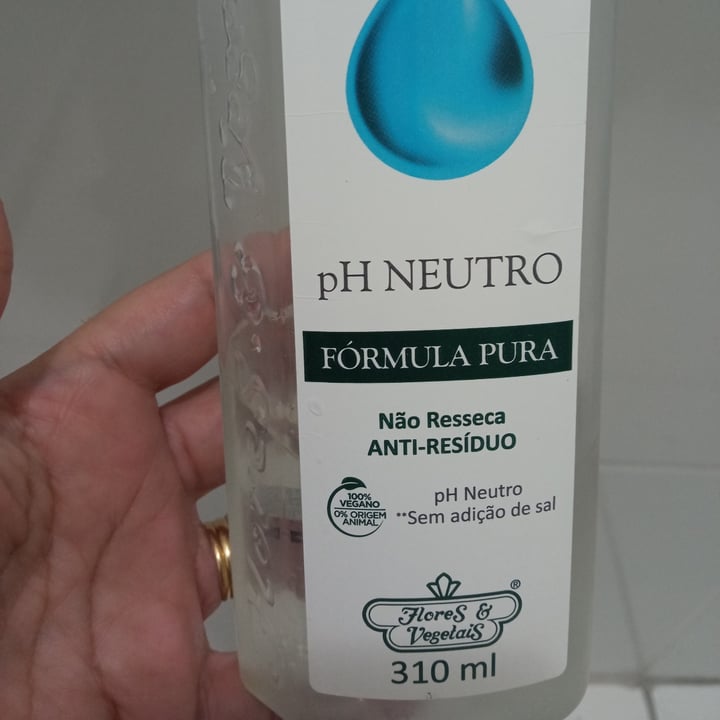 pH NEUTRO
FÓRMULA PURA
Não Resseca
ANTI-RESÍDUO
100%
VEGANO
0% ORIGEM
ANIMAL
pH Neutro
**Sem adição de sal
Flores &
Vegetais
®
310 ml